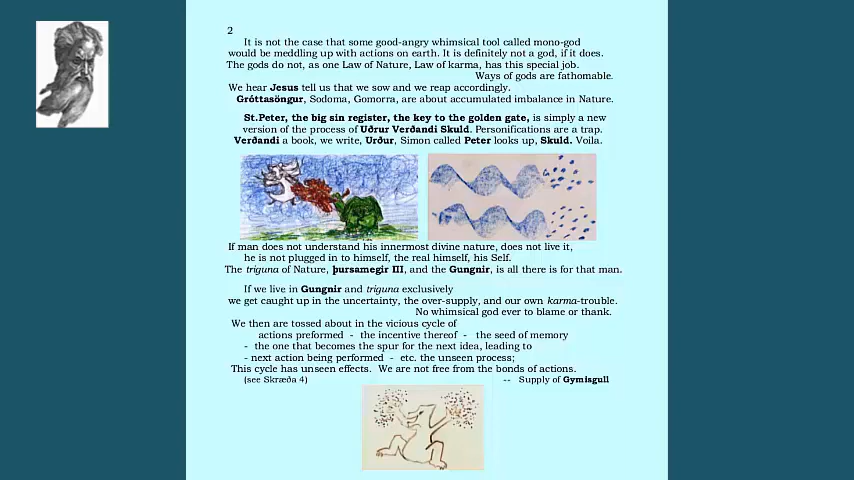 2
It is not the case that some good-angry whimsical tool called mono-god
would be meddling up with actions on earth. It is definitely not a god, if it does.
The gods do not, as one Law of Nature, Law of karma, has this special job.
Ways of gods are fathomable.
We hear Jesus tell us that we sow and we reap accordingly.
Gróttasöngur, Sodoma, Gomorra, are about accumulated imbalance in Nature.
St.Peter, the big sin register, the key to the golden gate, is simply a new
version of the process of Uðrur Verðandi Skuld. Personifications are a trap.
Verðandi a book, we write, Urður, Simon called Peter looks up, Skuld. Voila.
If man does not understand his innermost divine nature, does not live it,
he is not plugged in to himself, the real himself, his Self.
The triguna of Nature, þursamegir III, and the Gungnir, is all there is for that man.
If we live in Gungnir and triguna exclusively
we get caught up in the uncertainty, the over-supply, and our own karma-trouble.
No whimsical god ever to blame or thank.
We then are tossed about in the vicious cycle of
actions preformed - the incentive thereof - the seed of memory
- the one that becomes the spur for the next idea, leading to
- next action being performed - etc. the unseen process;
This cycle has unseen effects. We are not free from the bonds of actions.
(see Skræða 4) -- Supply of Gymisgull